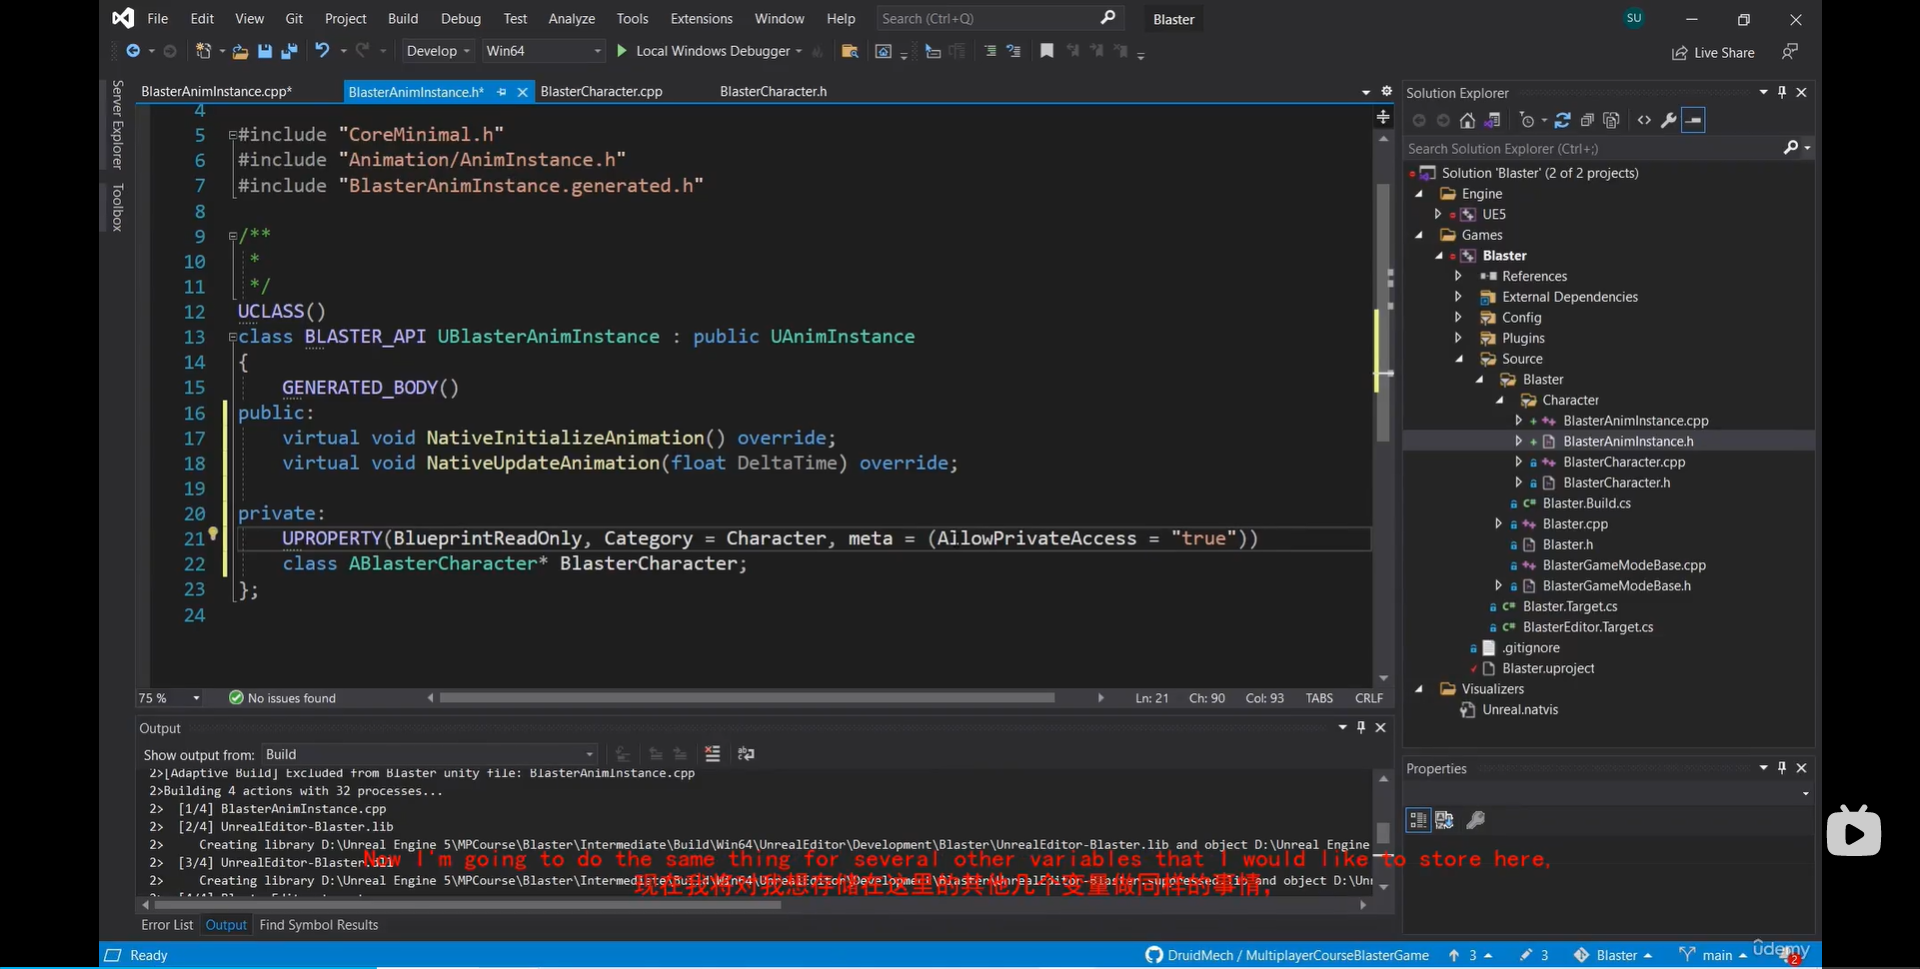 File Edit View Git Project Build Debug Test Analyze Tools Extensions Window Help Search (Ctrl+Q) Blaster SU
Develop Win64 Local Windows Debugger Live Share
Server Explorer
Toolbox
BlasterAnimInstance.cpp* BlasterAnimInstance.h* BlasterCharacter.cpp BlasterCharacter.h
4
5 #include "CoreMinimal.h"
6 #include "Animation/AnimInstance.h"
7 #include "BlasterAnimInstance.generated.h"
8
9 /**
10 *
11 */
12 UCLASS()
13 class BLASTER_API UBlasterAnimInstance : public UAnimInstance
14 {
15 GENERATED_BODY()
16 public:
17 virtual void NativeInitializeAnimation() override;
18 virtual void NativeUpdateAnimation(float DeltaTime) override;
19
20 private:
21 UPROPERTY(BlueprintReadOnly, Category = Character, meta = (AllowPrivateAccess = "true"))
22 class ABlasterCharacter* BlasterCharacter;
23 };
24
75 % No issues found Ln: 21 Ch: 90 Col: 93 TABS CRLF
Output
Show output from: Build
2>[Adaptive Build] Excluded from Blaster unity file: BlasterAnimInstance.cpp
2>Building 4 actions with 32 processes...
2> [1/4] BlasterAnimInstance.cpp
2> [2/4] UnrealEditor-Blaster.lib
2> Creating library D:\Unreal Engine 5\MPCourse\Blaster\Intermediate\Build\Win64\UnrealEditor\Development\Blaster\UnrealEditor-Blaster.lib and object D:\Unreal Engine
2> [3/4] UnrealEditor-Blaster.dll
Now I'm going to do the same thing for several other variables that I would like to store here,
2> Creating library D:\Unreal Engine 5\MPCourse\Blaster\Intermediate\Build\Win64\UnrealEditor\Development\Blaster\UnrealEditor-Blaster.suppressed.lib and object D:\Un
现在我将对我想存储在这里的其他几个变量做同样的事情,
Error List Output Find Symbol Results
Solution Explorer
Search Solution Explorer (Ctrl+;)
Solution 'Blaster' (2 of 2 projects)
Engine
UE5
Games
Blaster
References
External Dependencies
Config
Plugins
Source
Blaster
Character
BlasterAnimInstance.cpp
BlasterAnimInstance.h
BlasterCharacter.cpp
BlasterCharacter.h
Blaster.Build.cs
Blaster.cpp
Blaster.h
BlasterGameModeBase.cpp
BlasterGameModeBase.h
Blaster.Target.cs
BlasterEditor.Target.cs
.gitignore
Blaster.uproject
Visualizers
Unreal.natvis
Properties
Ready DruidMech / MultiplayerCourseBlasterGame 3 3 Blaster main 2
udemy